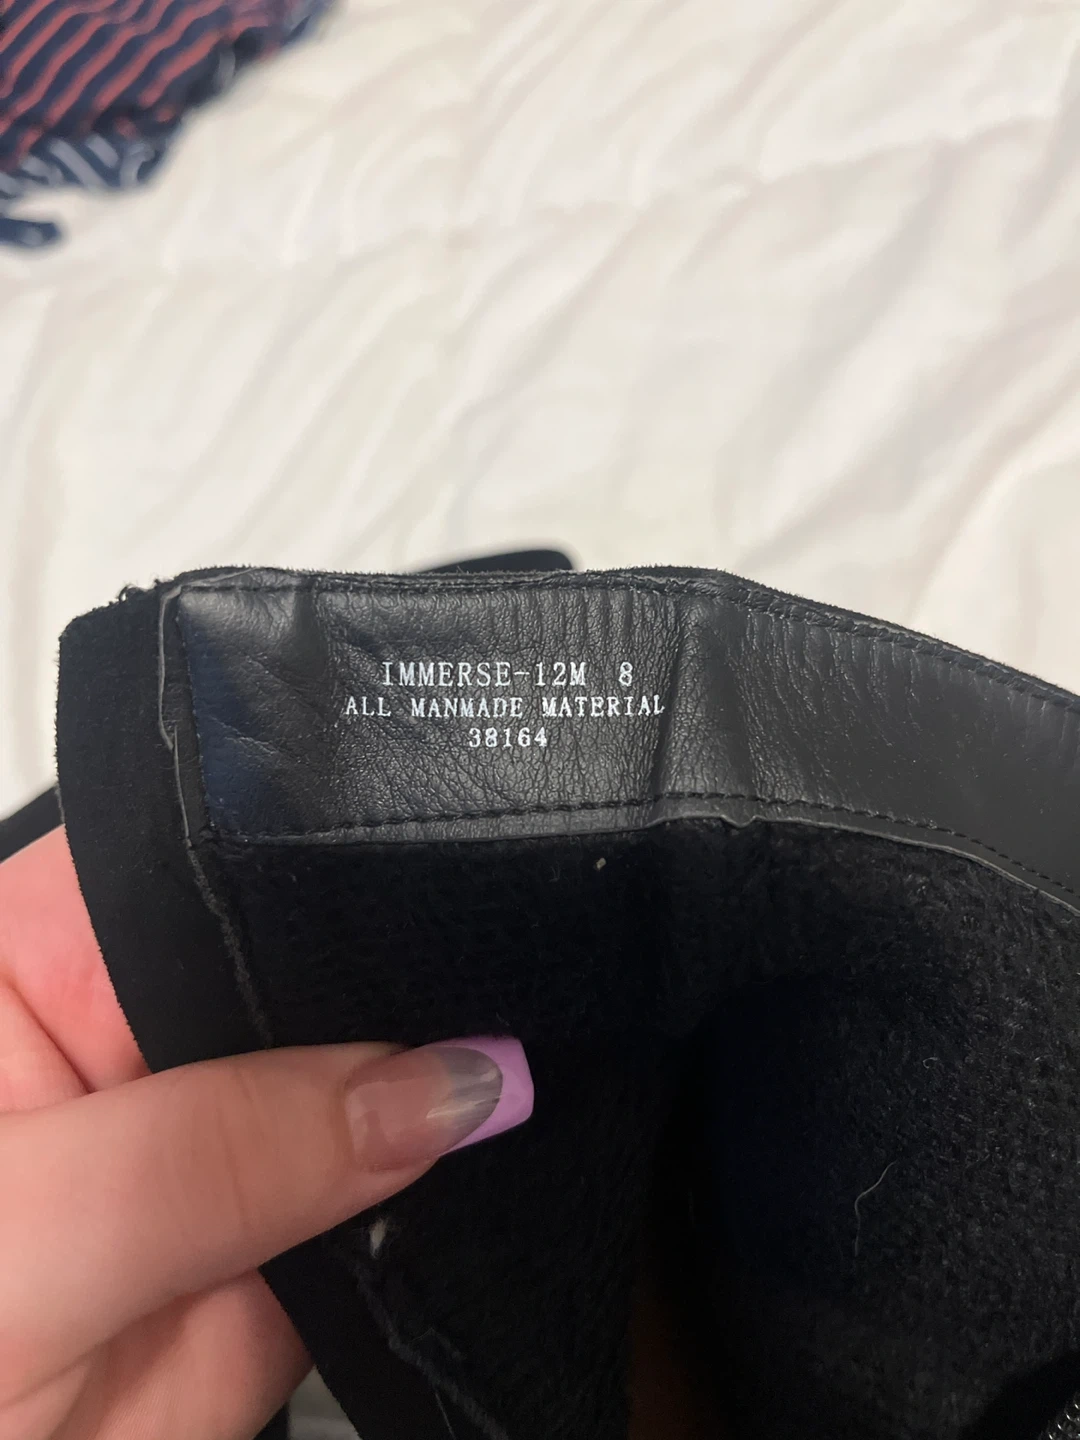 IMMERSE-12M 8
ALL MANMADE MATERIAL
38164